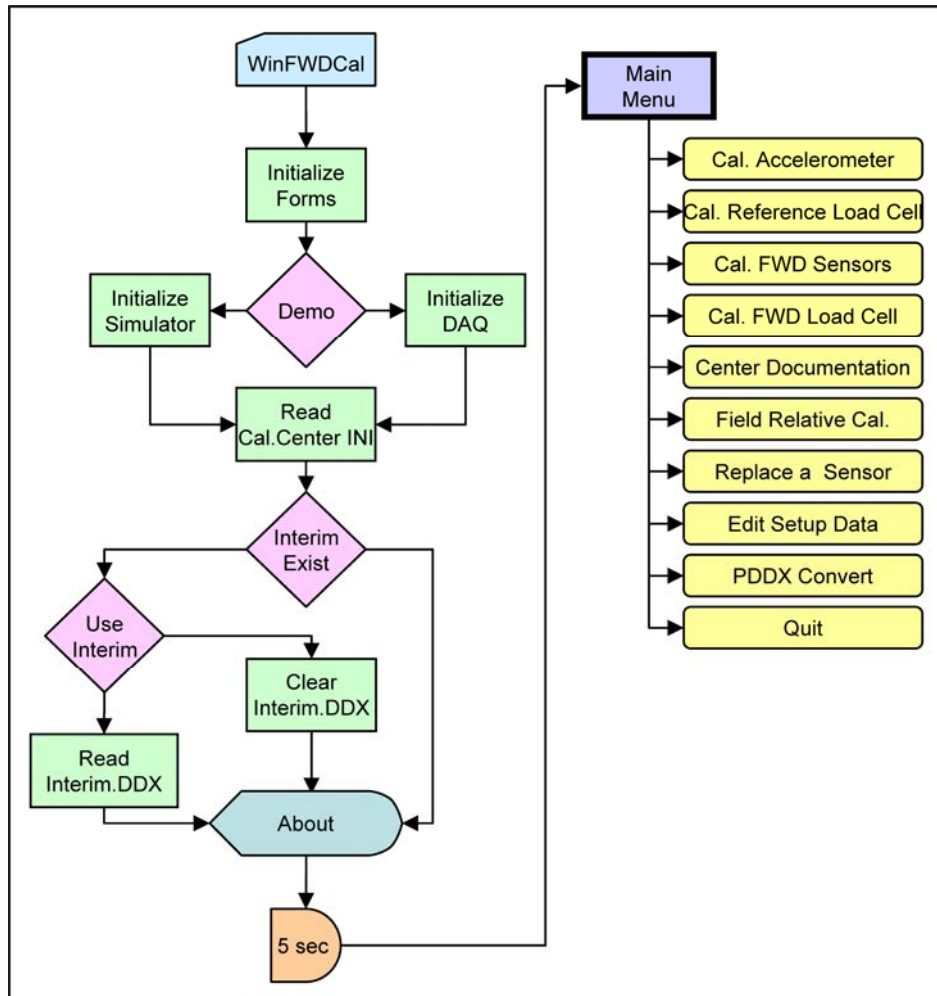 WinFWDCal
Initialize
Forms
Demo
Initialize
Simulator
Initialize
DAQ
Read
Cal.Center INI
Interim
Exist
Use
Interim
Clear
Interim.DDX
Read
Interim.DDX
About
5 sec
Main
Menu
Cal. Accelerometer
Cal. Reference Load Cell
Cal. FWD Sensors
Cal. FWD Load Cell
Center Documentation
Field Relative Cal.
Replace a  Sensor
Edit Setup Data
PDDX Convert
Quit